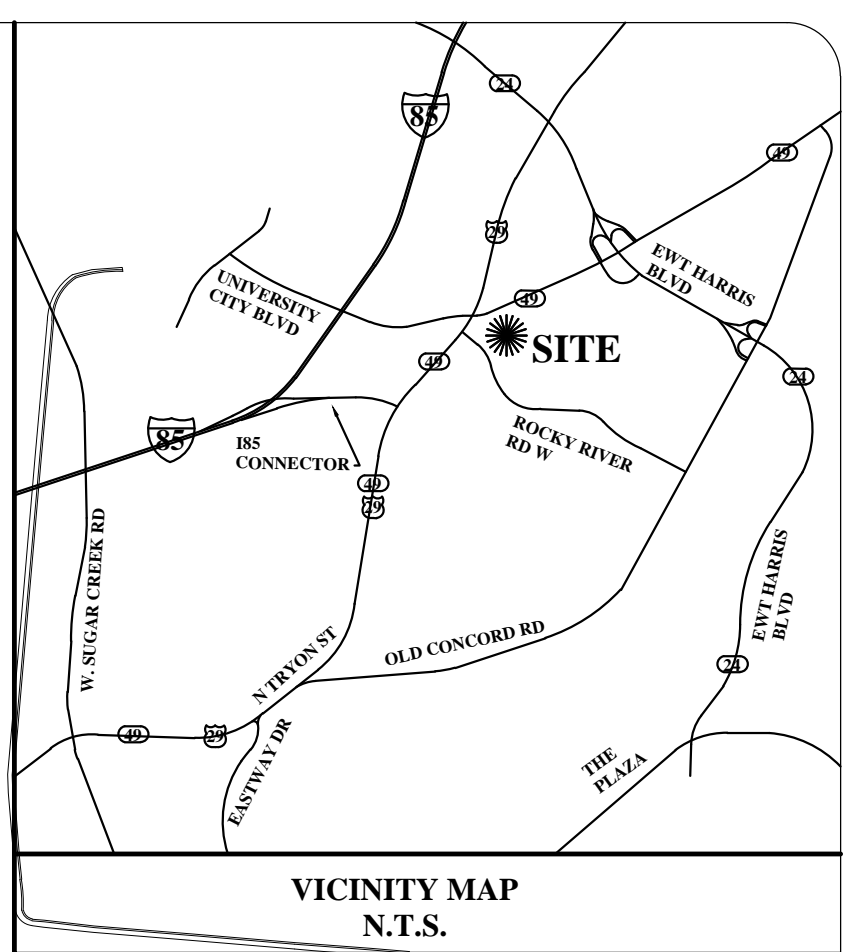 24
85
49
29
EWT HARRIS
BLVD
UNIVERSITY
CITY BLVD
49
SITE
49
24
ROCKY RIVER
RD W
85
I85
CONNECTOR
49
29
W. SUGAR CREEK RD
EWT HARRIS
BLVD
N TRYON ST
OLD CONCORD RD
24
49
29
EASTWAY DR
THE
PLAZA
VICINITY MAP
N.T.S.